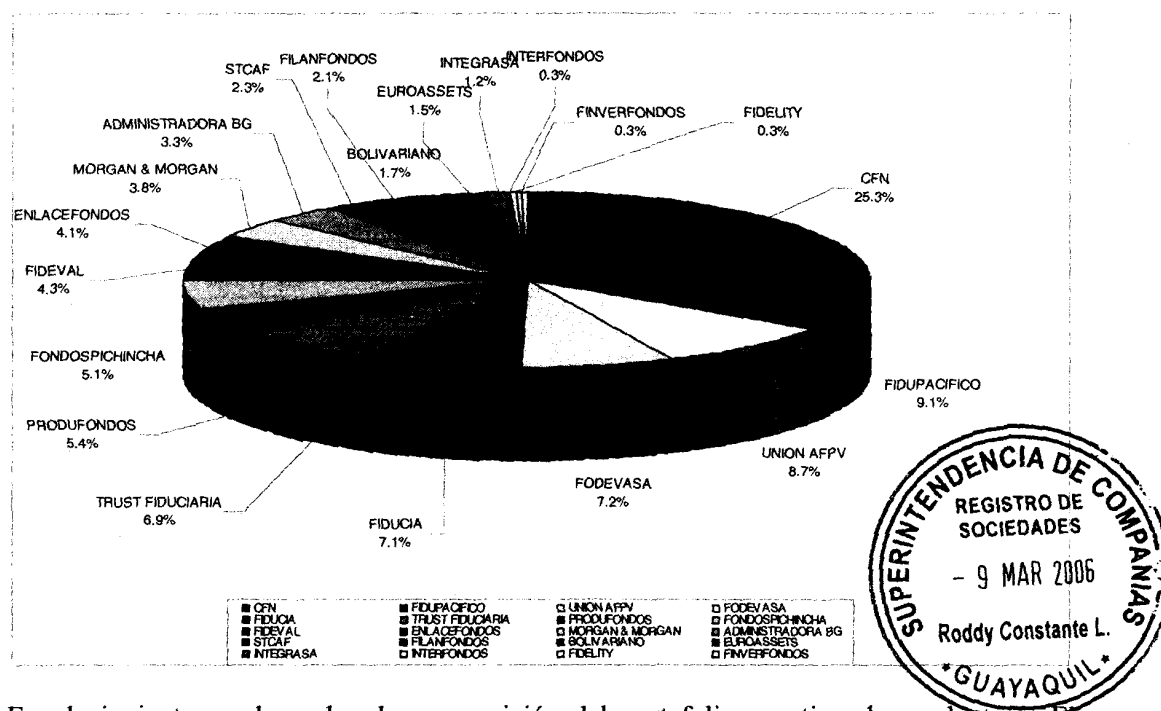 FILANFONDOS
2.1%
STCAF
2.3%
INTEGRASA
1.2%
INTERFONDOS
0.3%
EUROASSETS
1.5%
FINVERFONDOS
0.3%
FIDELITY
0.3%
ADMINISTRADORA BG
3.3%
BOLIVARIANO
1.7%
MORGAN & MORGAN
3.8%
CFN
25.3%
ENLACEFONDOS
4.1%
FIDEVAL
4.3%
FONDOSPICHINCHA
5.1%
FIDUPACIFICO
9.1%
PRODUFONDOS
5.4%
UNION AFPV
8.7%
FODEVASA
7.2%
TRUST FIDUCIARIA
6.9%
FIDUCIA
7.1%
CFN FIDUPACIFICO UNION AFPV FODEVASA
FIDUCIA TRUST FIDUCIARIA PRODUFONDOS FONDOSPICHINCHA
FIDEVAL ENLACEFONDOS MORGAN & MORGAN ADMINISTRADORA BG
STCAF FILANFONDOS BOLIVARIANO EUROASSETS
INTEGRASA INTERFONDOS FIDELITY FINVERFONDOS
SUPERINTENDENCIA DE COMPAÑIAS
REGISTRO DE
SOCIEDADES
- 9 MAR 2006
Roddy Constante L.
* GUAYAQUIL *